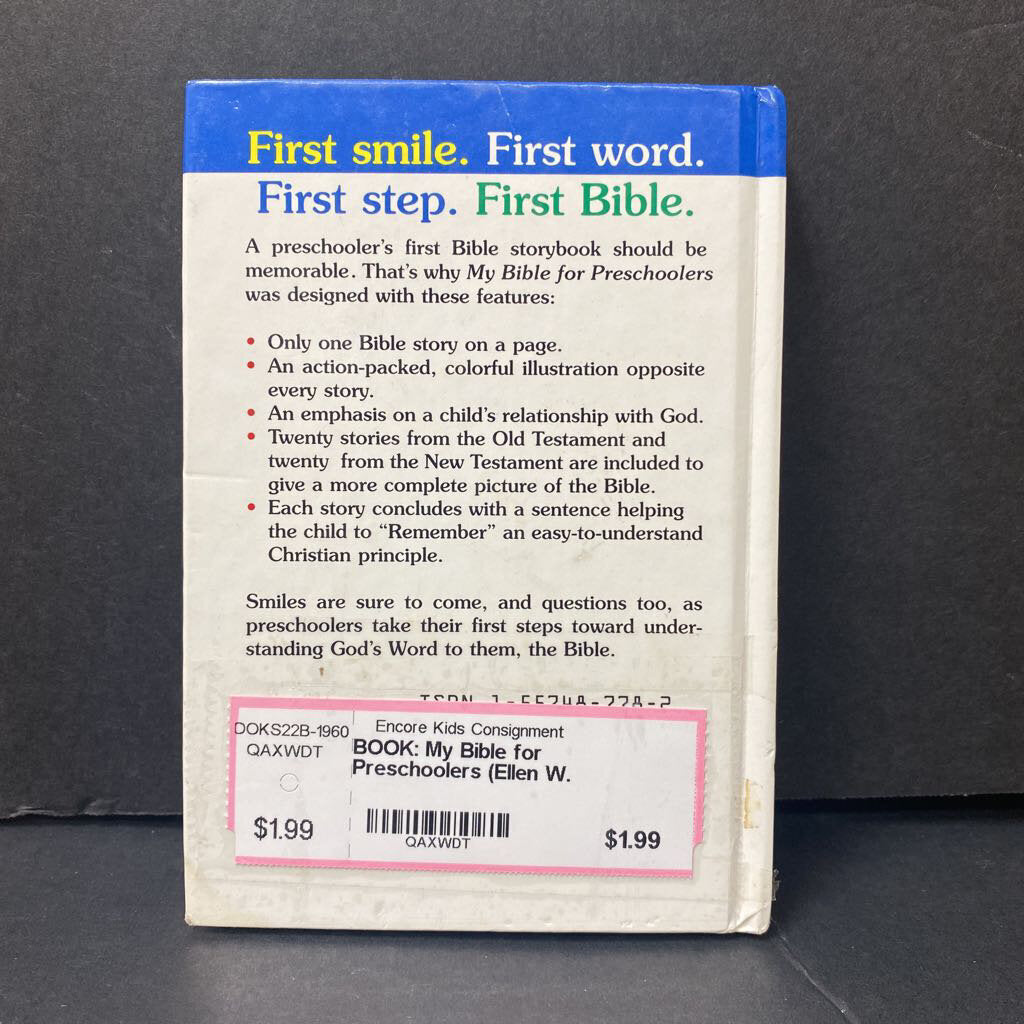 First smile. First word.
First step. First Bible.
A preschooler's first Bible storybook should be
memorable. That's why My Bible for Preschoolers
was designed with these features:
• Only one Bible story on a page.
• An action-packed, colorful illustration opposite
every story.
• An emphasis on a child's relationship with God.
• Twenty stories from the Old Testament and
twenty from the New Testament are included to
give a more complete picture of the Bible.
• Each story concludes with a sentence helping
the child to "Remember" an easy-to-understand
Christian principle.
Smiles are sure to come, and questions too, as
preschoolers take their first steps toward under-
standing God's Word to them, the Bible.
ISBN
DOKS22B-1960
QAXWDT
$1.99
Encore Kids Consignment
BOOK: My Bible for
Preschoolers (Ellen W.
QAXWDT
$1.99